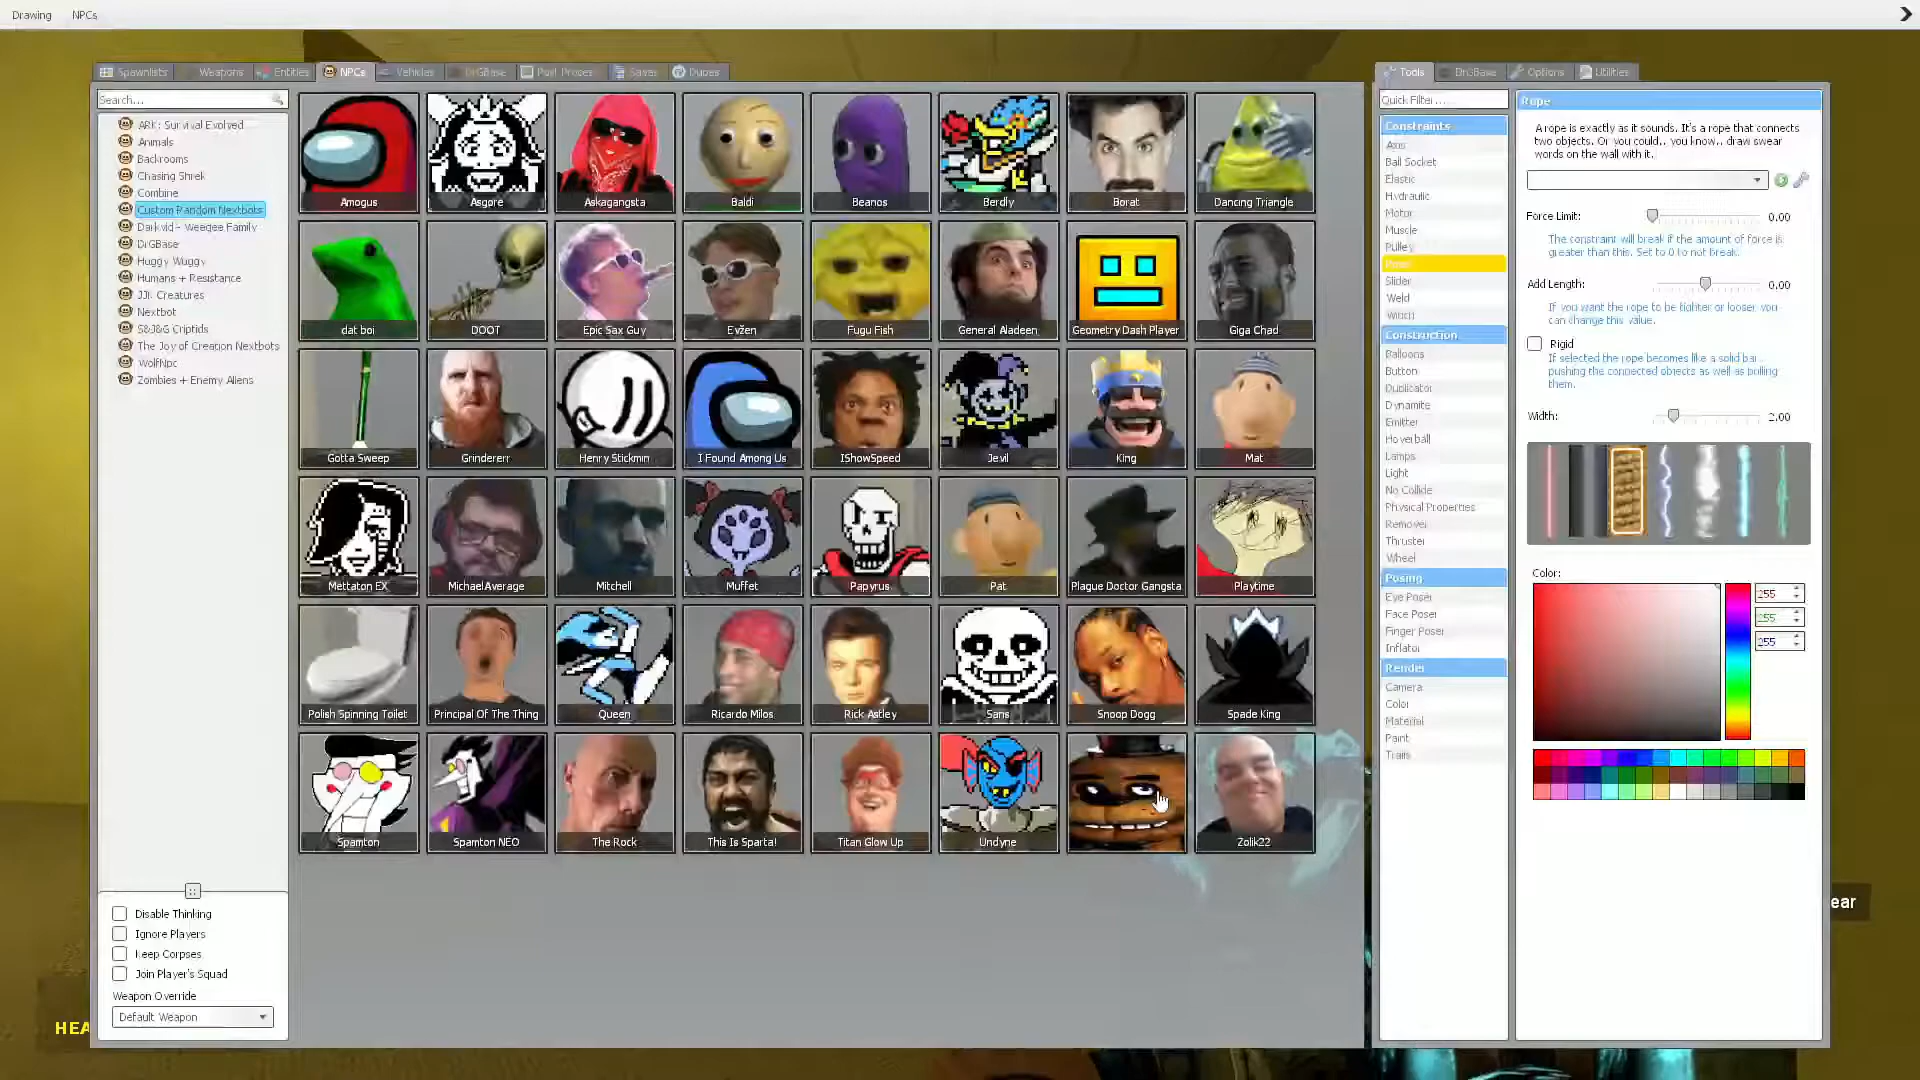 Drawing NPCs
Spawnlists Weapons Entities NPCs Vehicles DrGBase Post Process Saves Dupes
Search...
ARK: Survival Evolved
Animals
Backrooms
Chasing Shrek
Combine
Custom Random Nextbots
Darkvid - Weegee Family
DrGBase
Huggy Wuggy
Humans + Resistance
JJK Creatures
Nextbot
S&J&G Criptids
The Joy of Creation Nextbots
WolfNpc
Zombies + Enemy Aliens
Disable Thinking
Ignore Players
Keep Corpses
Join Player's Squad
Weapon Override
Default Weapon
HEA
Amogus Asgore Askagangsta Baldi Beanos Berdly Borat Dancing Triangle
dat boi DOOT Epic Sax Guy Evžen Fugu Fish General Aladeen Geometry Dash Player Giga Chad
Gotta Sweep Grindererr Henry Stickmin I Found Among Us IShowSpeed Jevil King Mat
Mettaton EX MichaelAverage Mitchell Muffet Papyrus Pat Plague Doctor Gangsta Playtime
Polish Spinning Toilet Principal Of The Thing Queen Ricardo Milos Rick Astley Sans Snoop Dogg Spade King
Spamton Spamton NEO The Rock This Is Sparta! Titan Glow Up Undyne Zolik22
Tools DrGBase Options Utilities
Quick Filter...
Constraints
Axis
Ball Socket
Elastic
Hydraulic
Motor
Muscle
Pulley
Rope
Slider
Weld
Winch
Construction
Balloons
Button
Duplicator
Dynamite
Emitter
Hoverball
Lamps
Light
No Collide
Physical Properties
Remover
Thruster
Wheel
Posing
Eye Poser
Face Poser
Finger Poser
Inflator
Render
Camera
Color
Material
Paint
Trails
Rope
A rope is exactly as it sounds. It's a rope that connects
two objects. Or you could.. you know.. draw swear
words on the wall with it.
Force Limit: 0.00
The constraint will break if the amount of force is
greater than this. Set to 0 to not break.
Add Length: 0.00
If you want the rope to be tighter or looser you
can change this value.
Rigid
If selected the rope becomes like a solid bar...
pushing the connected objects as well as pulling
them.
Width: 2.00
Color:
255
255
255
ear